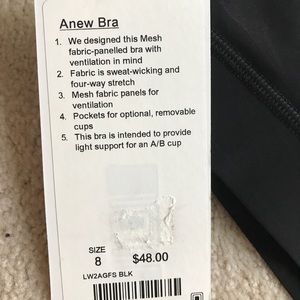 Anew Bra
1. We designed this Mesh
fabric-panelled bra with
ventilation in mind
2. Fabric is sweat-wicking and
four-way stretch
3. Mesh fabric panels for
ventilation
4. Pockets for optional, removable
cups
5. This bra is intended to provide
light support for an A/B cup
SIZE
8 $48.00
LW2AGFS BLK